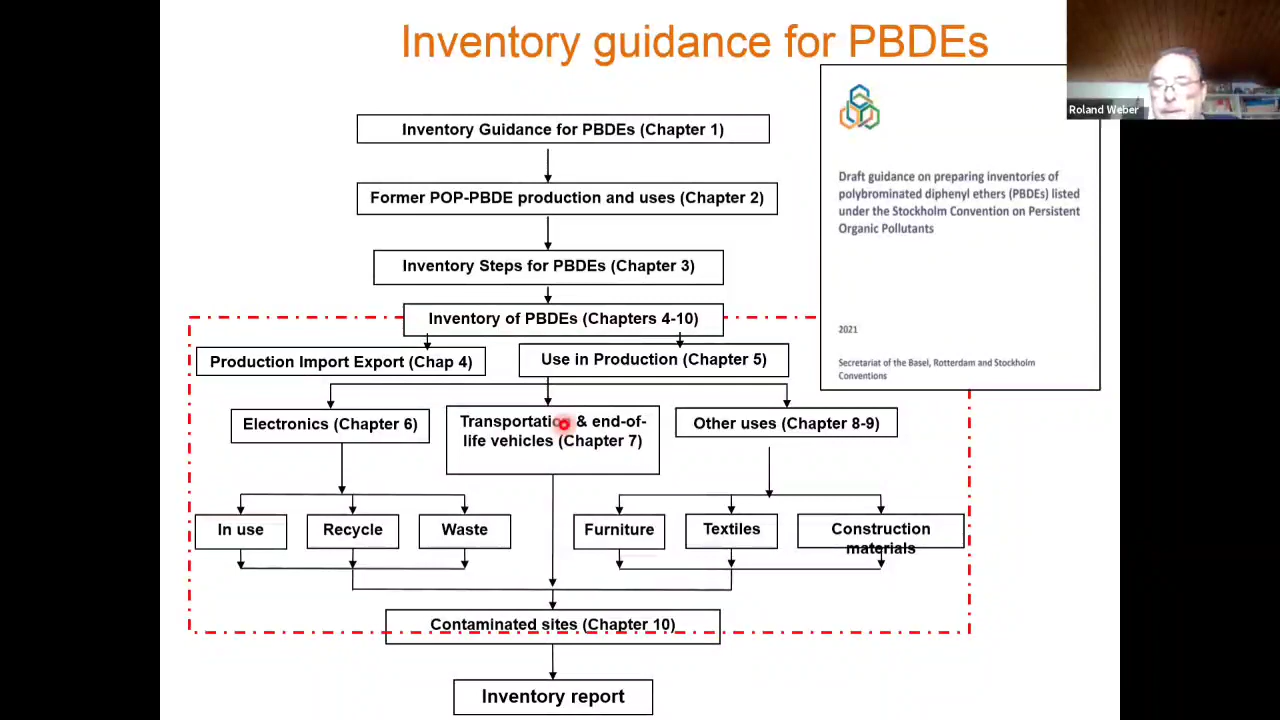 Inventory guidance for PBDEs
Roland Weber
Inventory Guidance for PBDEs (Chapter 1)
Former POP-PBDE production and uses (Chapter 2)
Inventory Steps for PBDEs (Chapter 3)
Inventory of PBDEs (Chapters 4-10)
Production Import Export (Chap 4)
Use in Production (Chapter 5)
Electronics (Chapter 6)
Transportation & end-of-
life vehicles (Chapter 7)
Other uses (Chapter 8-9)
In use
Recycle
Waste
Furniture
Textiles
Construction
materials
Contaminated sites (Chapter 10)
Inventory report
Draft guidance on preparing inventories of
polybrominated diphenyl ethers (PBDEs) listed
under the Stockholm Convention on Persistent
Organic Pollutants
2021
Secretariat of the Basel, Rotterdam and Stockholm
Conventions